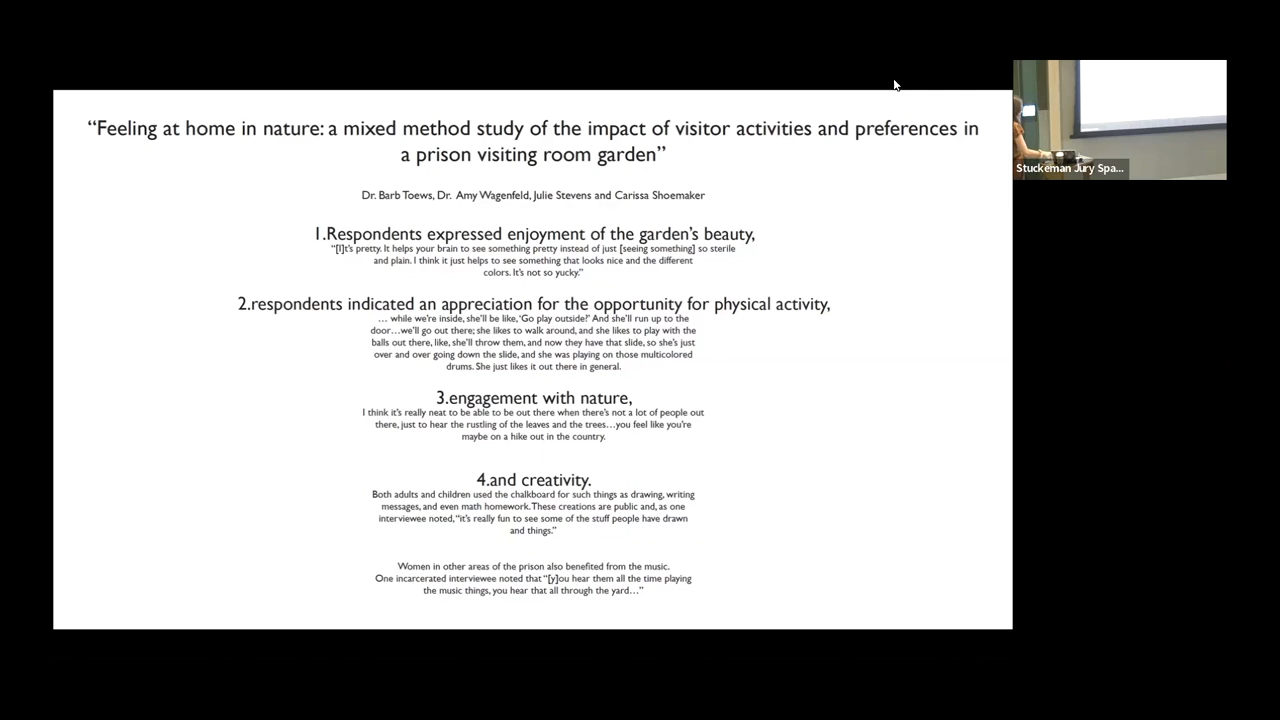 “Feeling at home in nature: a mixed method study of the impact of visitor activities and preferences in
a prison visiting room garden”
Dr. Barb Toews, Dr. Amy Wagenfeld, Julie Stevens and Carissa Shoemaker
1.Respondents expressed enjoyment of the garden’s beauty,
“[I]t’s pretty. It helps your brain to see something pretty instead of just [seeing something] so sterile
and plain. I think it just helps to see something that looks nice and the different
colors. It’s not so yucky.”
2.respondents indicated an appreciation for the opportunity for physical activity,
… while we’re inside, she’ll be like, ‘Go play outside?’ And she’ll run up to the
door…we’ll go out there; she likes to walk around, and she likes to play with the
balls out there, like, she’ll throw them, and now they have that slide, so she’s just
over and over going down the slide, and she was playing on those multicolored
drums. She just likes it out there in general.
3.engagement with nature,
I think it’s really neat to be able to be out there when there’s not a lot of people out
there, just to hear the rustling of the leaves and the trees…you feel like you’re
maybe on a hike out in the country.
4.and creativity.
Both adults and children used the chalkboard for such things as drawing, writing
messages, and even math homework. These creations are public and, as one
interviewee noted, “it’s really fun to see some of the stuff people have drawn
and things.”
Women in other areas of the prison also benefited from the music.
One incarcerated interviewee noted that “[y]ou hear them all the time playing
the music things, you hear that all through the yard…”
Stuckeman Jury Spa...